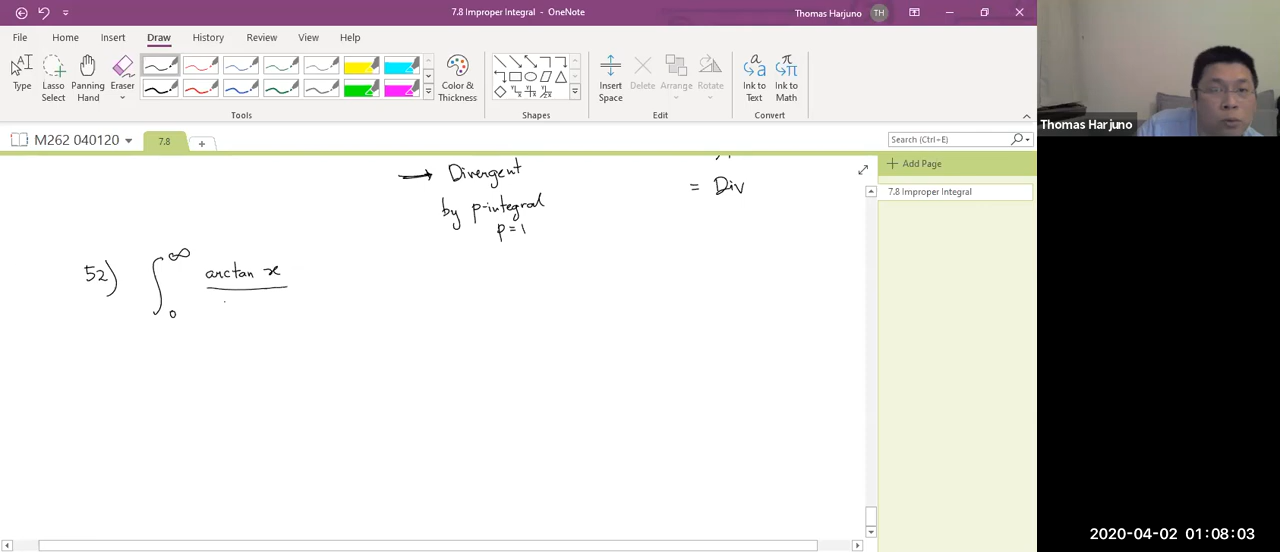 7.8 Improper Integral - OneNote
Thomas Harjuno TH
File Home Insert Draw History Review View Help
Type Lasso Select Panning Hand Eraser
Color & Thickness
Insert Space Delete Arrange Rotate
Ink to Text Ink to Math
Tools Shapes Edit Convert
M262 040120 7.8
Search (Ctrl+E)
Add Page
7.8 Improper Integral
→ Divergent
by p-integral
p = 1
= Div
52) ∫ 0 ∞ arctan x
Thomas Harjuno
2020-04-02 01:08:03